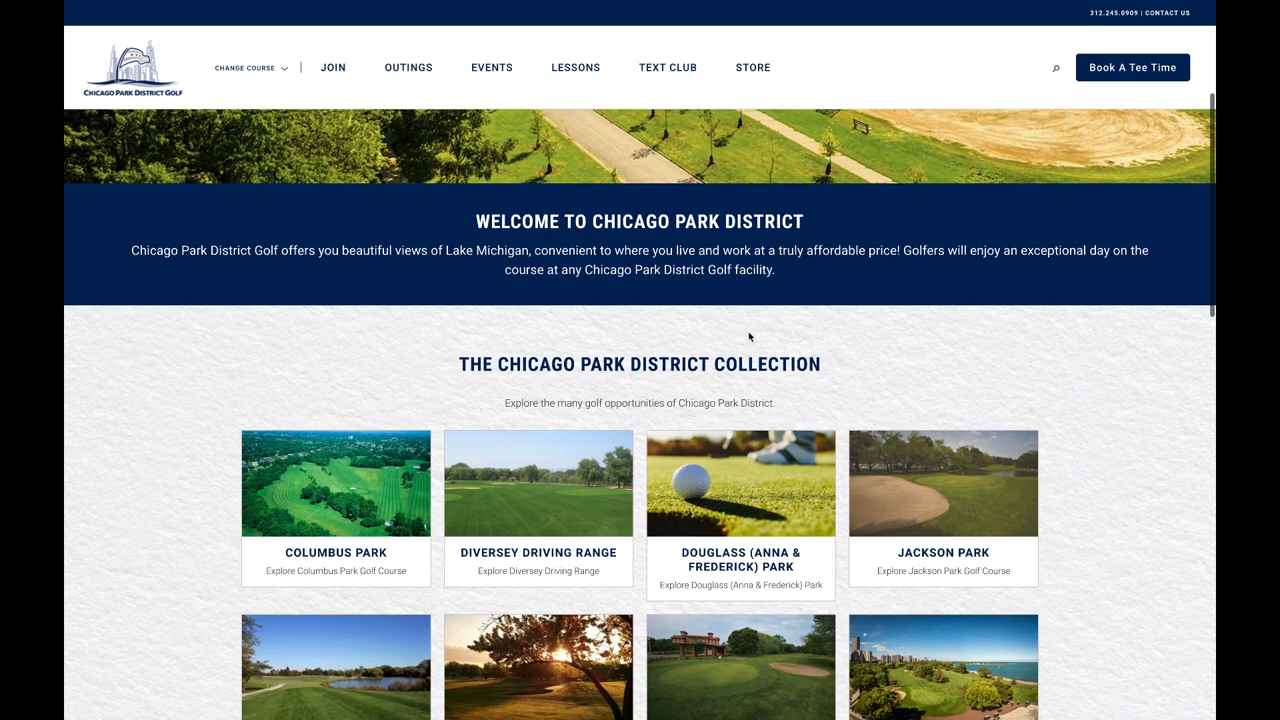 312.245.0909 | CONTACT US
CHICAGO PARK DISTRICT GOLF
CHANGE COURSE | JOIN OUTINGS EVENTS LESSONS TEXT CLUB STORE
Book A Tee Time
WELCOME TO CHICAGO PARK DISTRICT
Chicago Park District Golf offers you beautiful views of Lake Michigan, convenient to where you live and work at a truly affordable price! Golfers will enjoy an exceptional day on the
course at any Chicago Park District Golf facility.
THE CHICAGO PARK DISTRICT COLLECTION
Explore the many golf opportunities of Chicago Park District.
COLUMBUS PARK
Explore Columbus Park Golf Course
DIVERSEY DRIVING RANGE
Explore Diversey Driving Range
DOUGLASS (ANNA &
FREDERICK) PARK
Explore Douglass (Anna & Frederick) Park
JACKSON PARK
Explore Jackson Park Golf Course